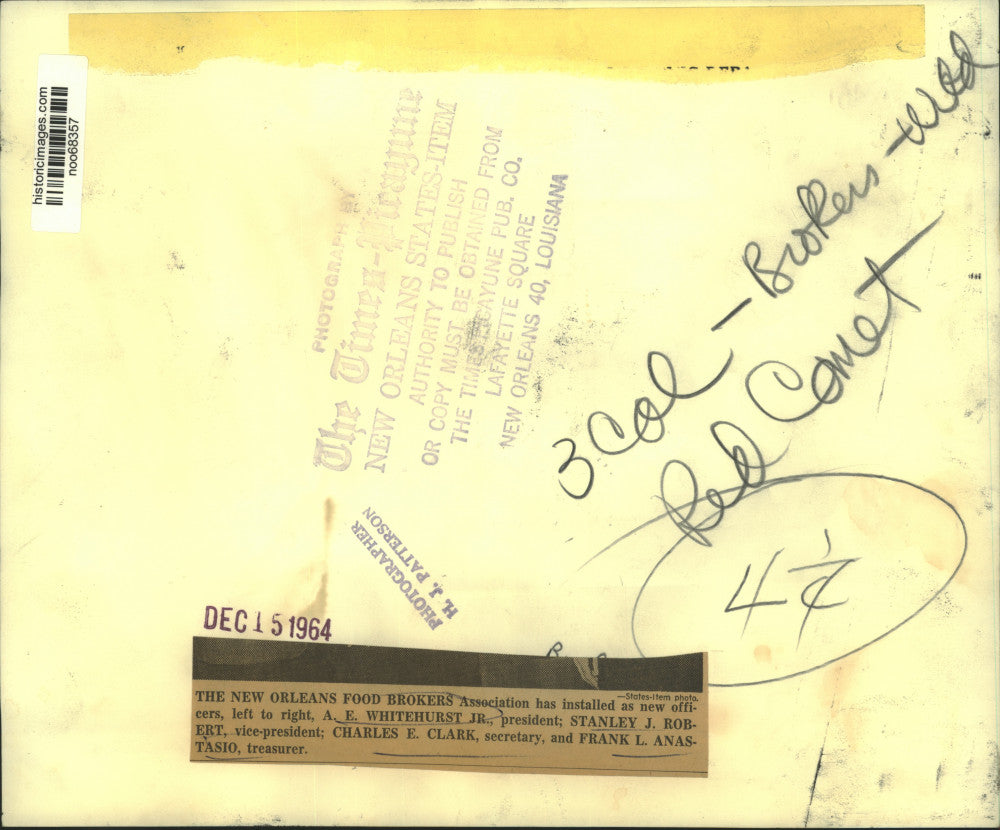 historicimages.com
noo68357
PHOTOGRAPH BY
The Times-Picayune
NEW ORLEANS STATES-ITEM
AUTHORITY TO PUBLISH
OR COPY MUST BE OBTAINED FROM
THE TIMES-PICAYUNE PUB. CO.
LAFAYETTE SQUARE
NEW ORLEANS 40, LOUISIANA
3 Col - Brokers - Wed
Red Comet
4 1/4
PHOTOGRAPHER
H. J. PATTERSON
DEC 15 1964
—States-Item photo.
THE NEW ORLEANS FOOD BROKERS Association has installed as new offi-
cers, left to right, A. E. WHITEHURST JR., president; STANLEY J. ROB-
ERT, vice-president; CHARLES E. CLARK, secretary, and FRANK L. ANAS-
TASIO, treasurer.